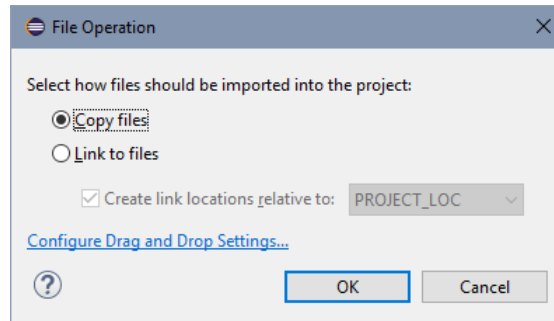 File Operation
Select how files should be imported into the project:
Copy files
Link to files
Create link locations relative to: PROJECT_LOC
Configure Drag and Drop Settings...
? OK Cancel